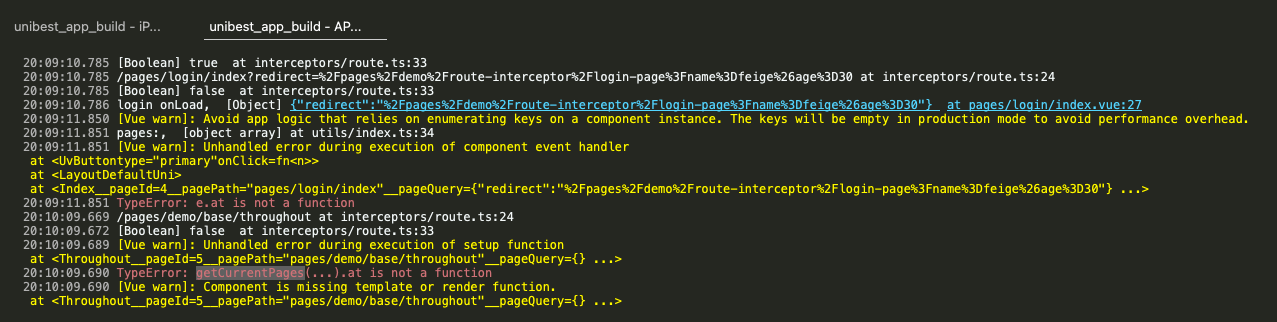 unibest_app_build - iP...
unibest_app_build - AP...
20:09:10.785 [Boolean] true  at interceptors/route.ts:33
20:09:10.785 /pages/login/index?redirect=%2Fpages%2Fdemo%2Froute-interceptor%2Flogin-page%3Fname%3Dfeige%26age%3D30 at interceptors/route.ts:24
20:09:10.785 [Boolean] false  at interceptors/route.ts:33
20:09:10.786 login onLoad,  [Object] {"redirect":"%2Fpages%2Fdemo%2Froute-interceptor%2Flogin-page%3Fname%3Dfeige%26age%3D30"}  at pages/login/index.vue:27
20:09:11.850 [Vue warn]: Avoid app logic that relies on enumerating keys on a component instance. The keys will be empty in production mode to avoid performance overhead.
20:09:11.851 pages:,  [object array] at utils/index.ts:34
20:09:11.851 [Vue warn]: Unhandled error during execution of component event handler
at <UvButtontype="primary"onClick=fn<n>>
at <LayoutDefaultUni>
at <Index__pageId=4__pagePath="pages/login/index"__pageQuery={"redirect":"%2Fpages%2Fdemo%2Froute-interceptor%2Flogin-page%3Fname%3Dfeige%26age%3D30"} ...>
20:09:11.851 TypeError: e.at is not a function
20:10:09.669 /pages/demo/base/throughout at interceptors/route.ts:24
20:10:09.672 [Boolean] false  at interceptors/route.ts:33
20:10:09.689 [Vue warn]: Unhandled error during execution of setup function
at <Throughout__pageId=5__pagePath="pages/demo/base/throughout"__pageQuery={} ...>
20:10:09.690 TypeError: getCurrentPages(...).at is not a function
20:10:09.690 [Vue warn]: Component is missing template or render function.
at <Throughout__pageId=5__pagePath="pages/demo/base/throughout"__pageQuery={} ...>